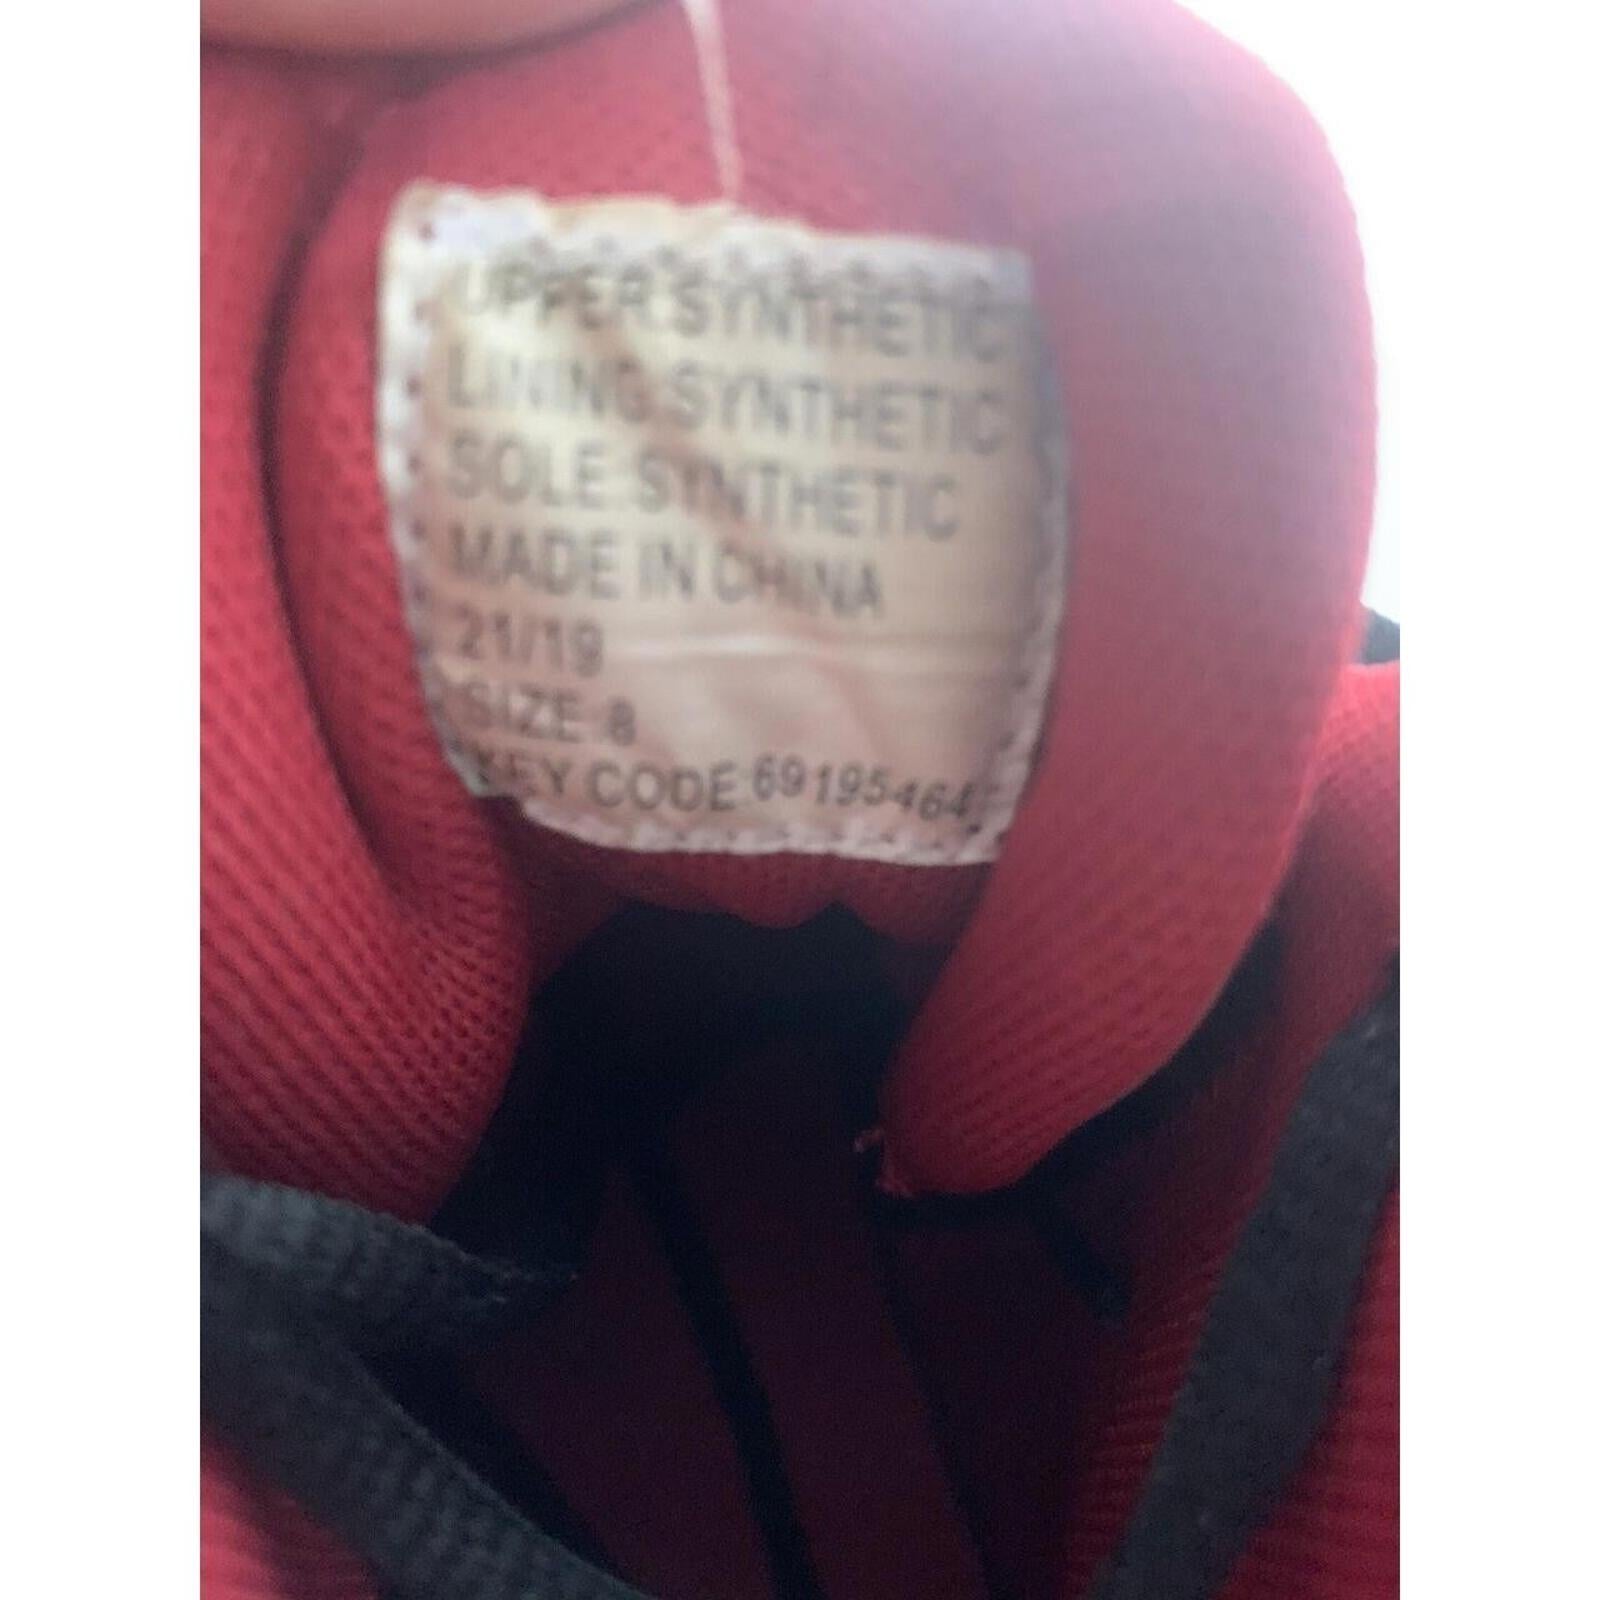 UPPER:SYNTHETIC
LINING:SYNTHETIC
SOLE:SYNTHETIC
MADE IN CHINA
21/19
SIZE:8
KEY CODE:69195464